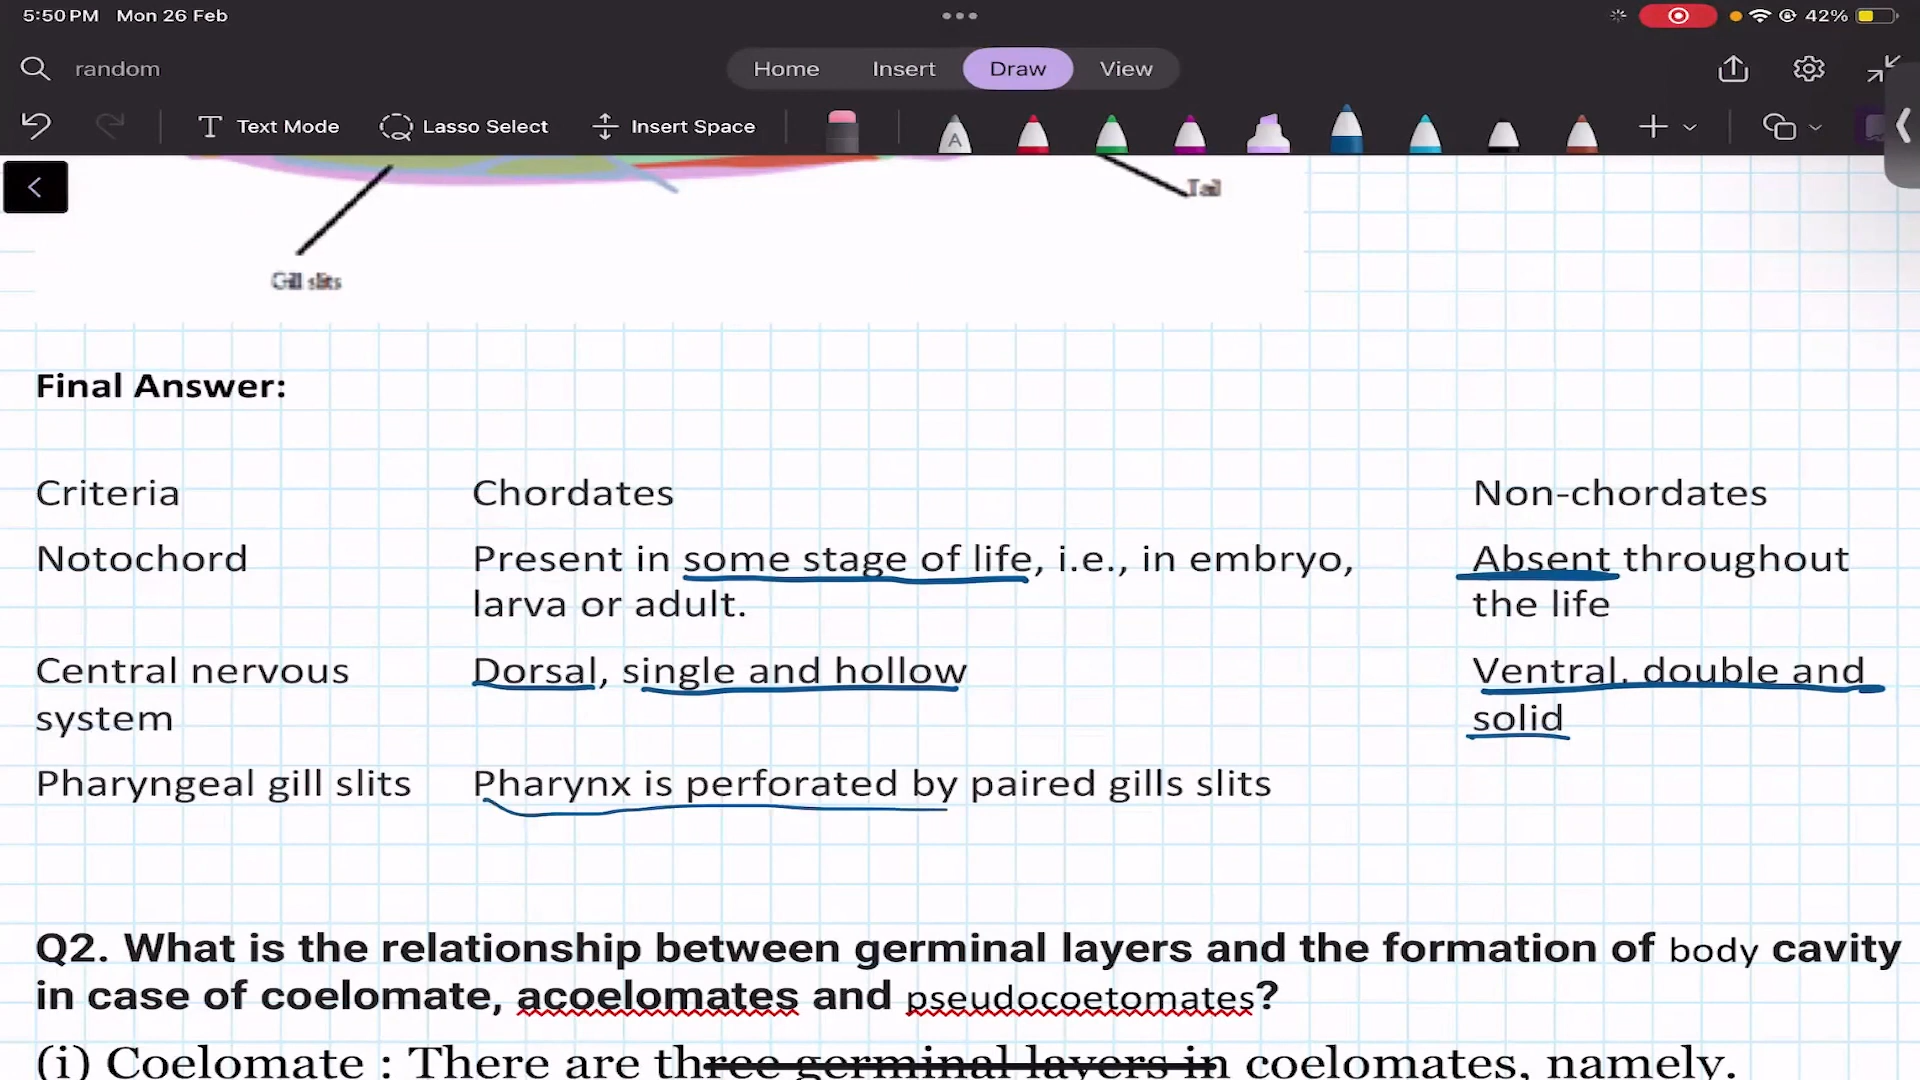 5:50 PM Mon 26 Feb
42%
random
Home Insert Draw View
Text Mode Lasso Select Insert Space
A
Tail
Gill slits
Final Answer:
Criteria Chordates Non-chordates
Notochord Present in some stage of life, i.e., in embryo, Absent throughout
larva or adult. the life
Central nervous Dorsal, single and hollow Ventral, double and
system solid
Pharyngeal gill slits Pharynx is perforated by paired gills slits
Q2. What is the relationship between germinal layers and the formation of body cavity
in case of coelomate, acoelomates and pseudocoetomates?
(i) Coelomate : There are three germinal layers in coelomates, namely.